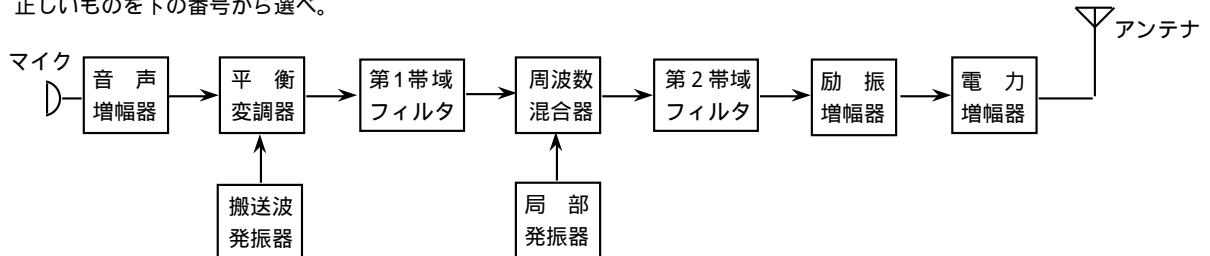 正しいものを下の番号から選べ。
アンテナ
マイク
音 声
増幅器
平 衡
変調器
第1帯域
フィルタ
周波数
混合器
第2帯域
フィルタ
励 振
増幅器
電 力
増幅器
搬送波
発振器
局 部
発振器